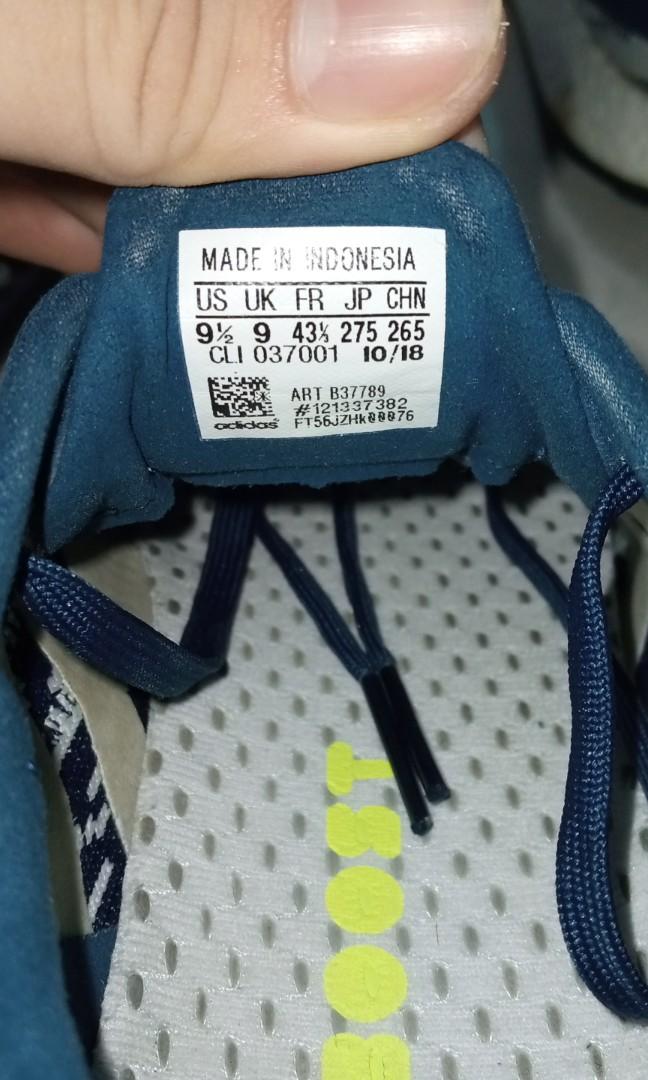 MADE IN INDONESIA
US UK FR JP CHN
9½ 9 43⅓ 275 265
CLI 037001 10/18
ART B37789
#121337382
adidas FT56JZHk00076
BOOST